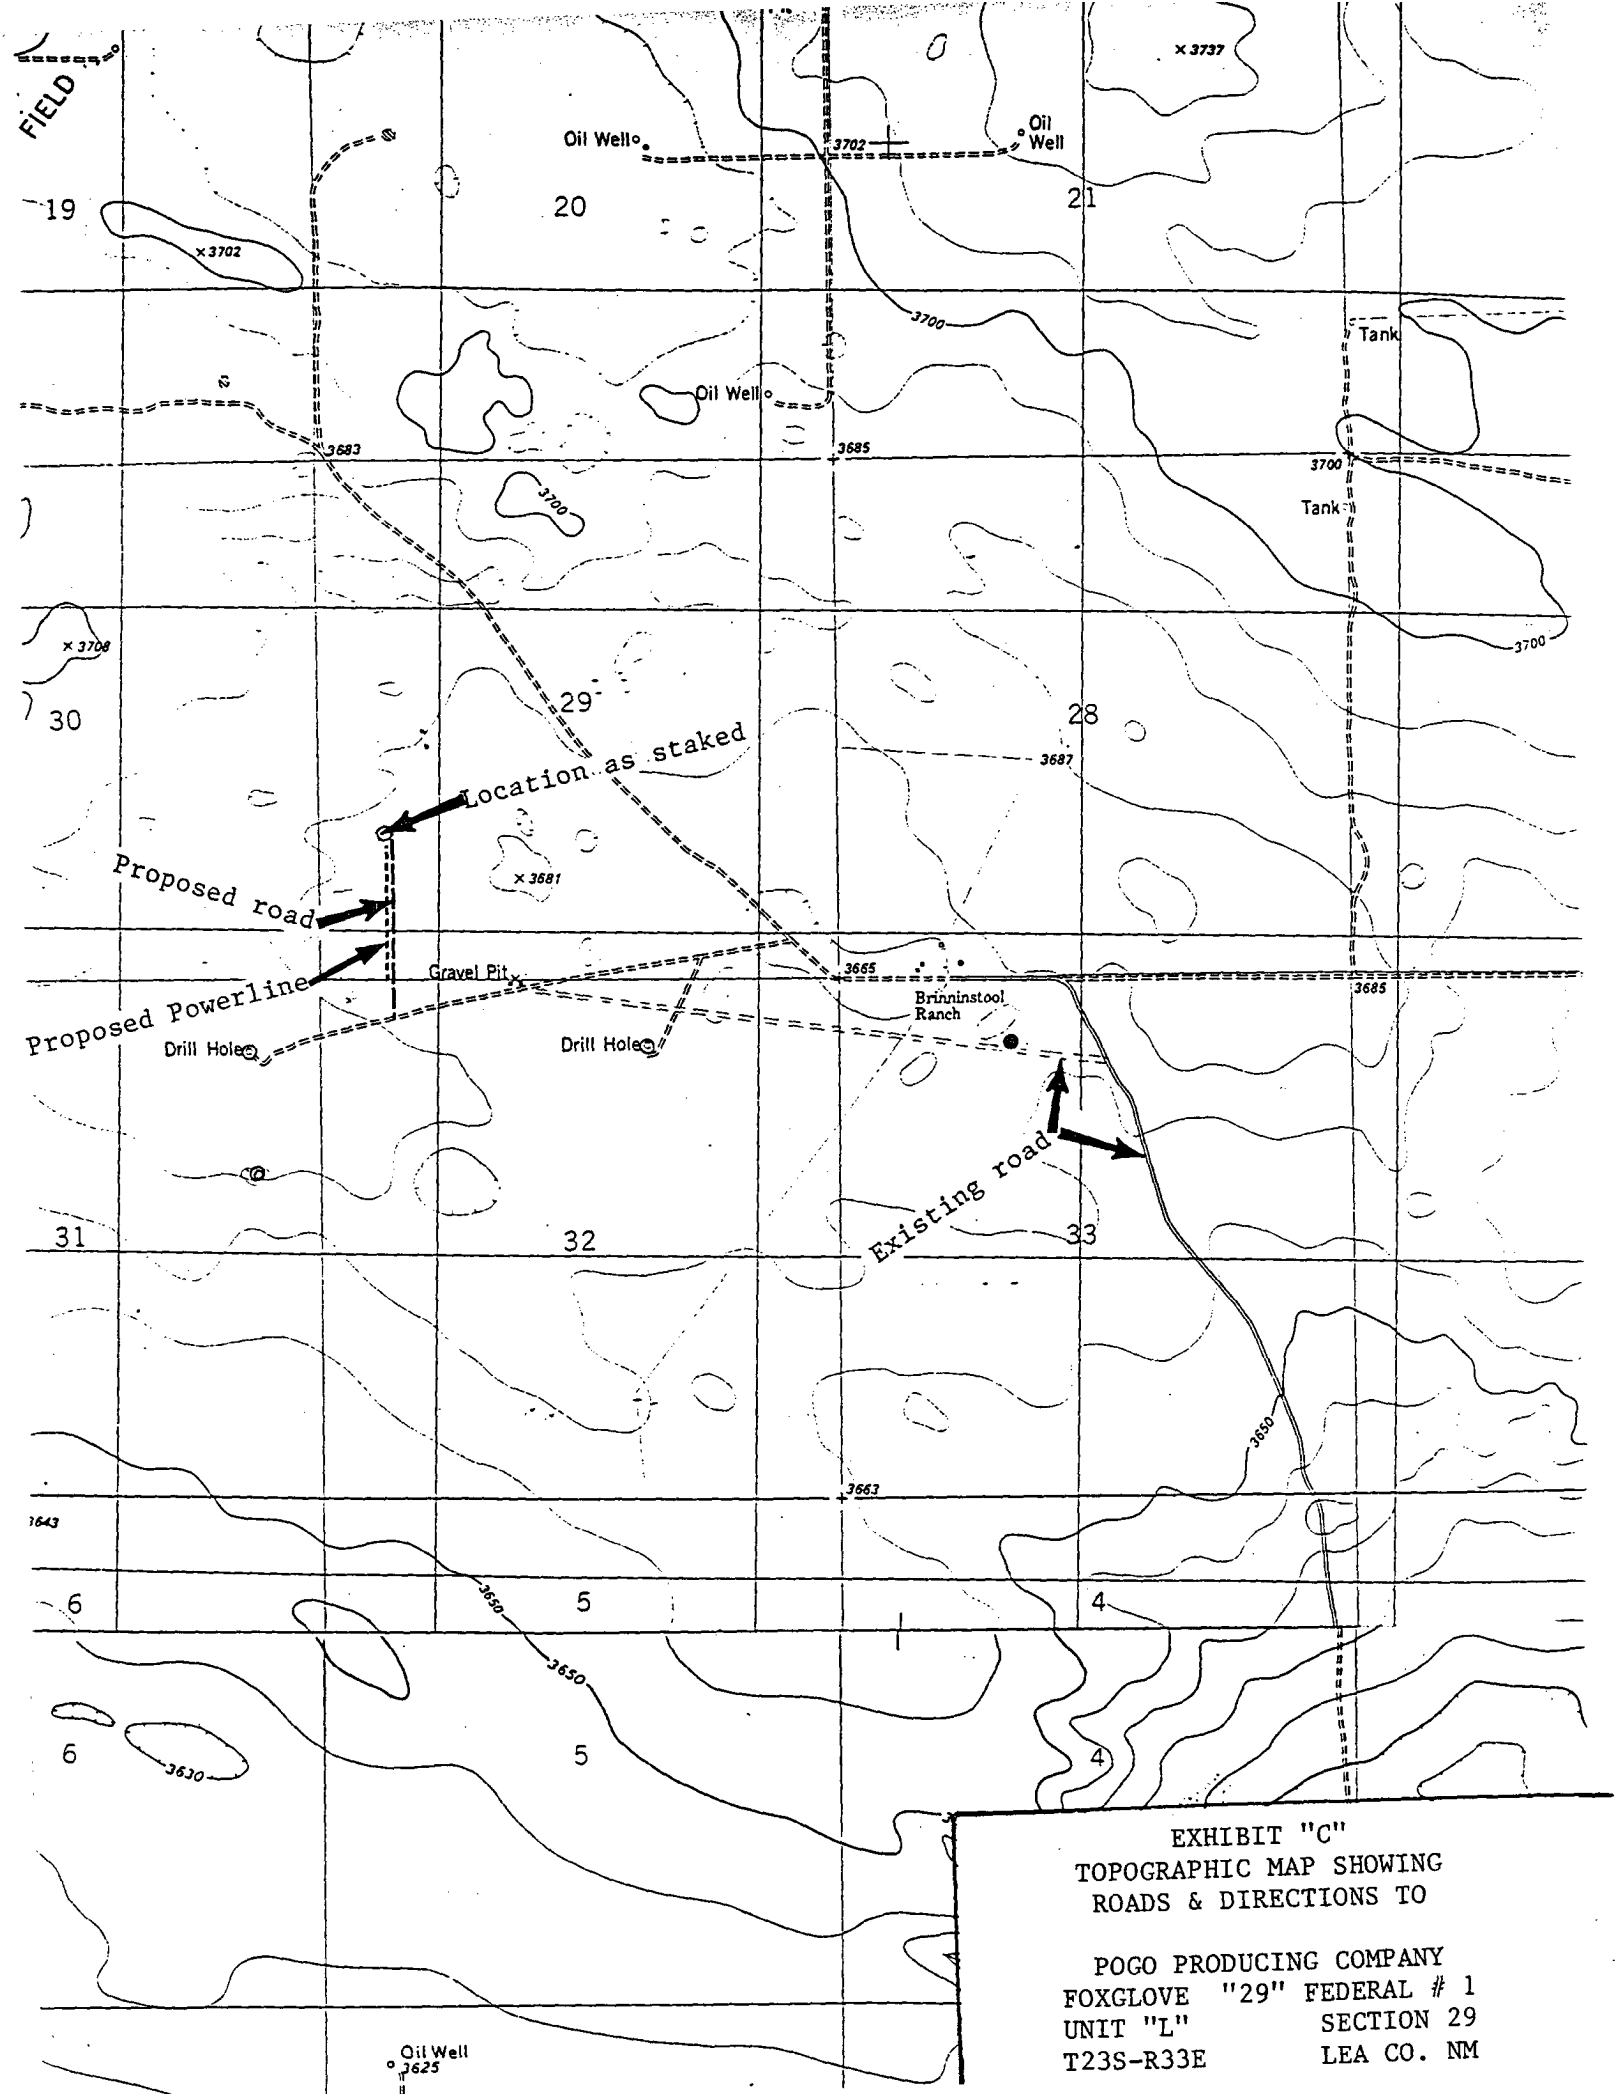 × 3737
FIELD
Oil Well
3702
Oil
Well
19
20
21
× 3702
3700
Tank
Oil Well
3683
3685
3700
3700
Tank
× 3708
3700
30
29
28
Location as staked
3687
Proposed road
× 3681
Gravel Pit
3665
3685
Proposed Powerline
Brinninstool
Ranch
Drill Hole
Drill Hole
Existing road
31
32
33
3650
3663
3643
3650
6
5
4
3650
6
5
4
3630
EXHIBIT "C"
TOPOGRAPHIC MAP SHOWING
ROADS & DIRECTIONS TO
POGO PRODUCING COMPANY
FOXGLOVE "29" FEDERAL # 1
UNIT "L" SECTION 29
T23S-R33E LEA CO. NM
Oil Well
3625